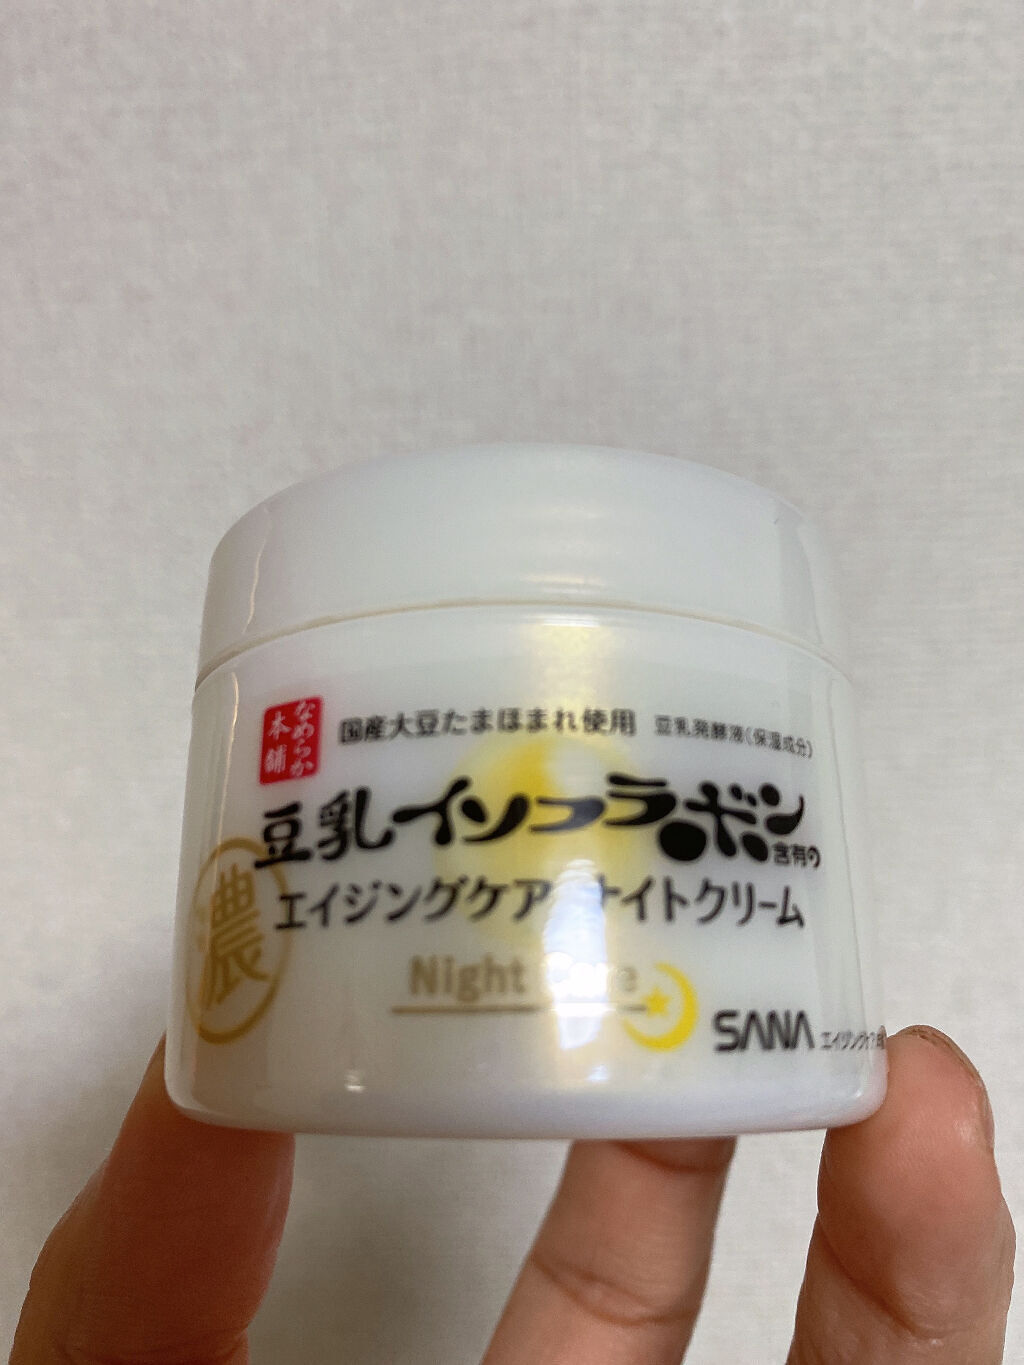 なめらか
本舗
国産大豆たまほまれ使用 豆乳発酵液(保湿成分)
豆乳イソフラボン含有の
濃
エイジングケア ナイトクリーム
Night Care
SANA